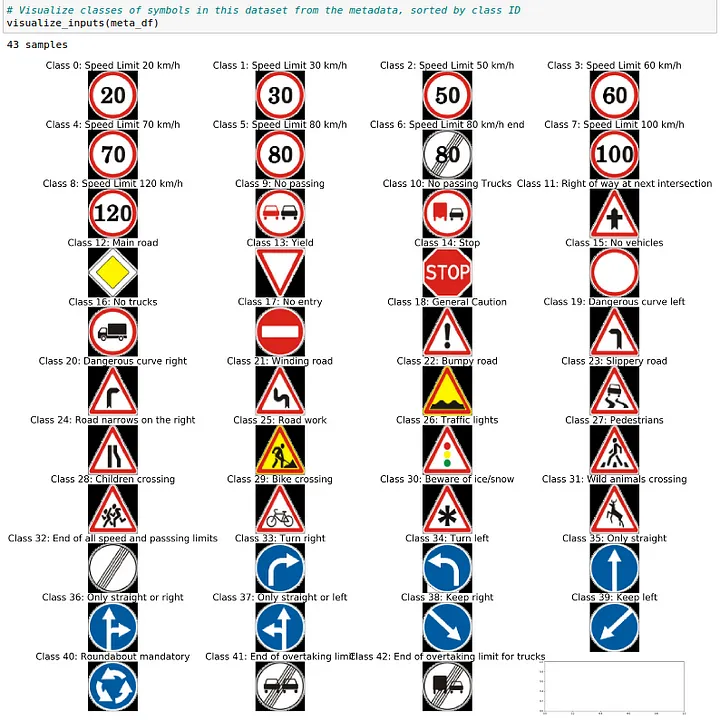 # Visualize classes of symbols in this dataset from the metadata, sorted by class ID
visualize_inputs(meta_df)
43 samples
Class 0: Speed Limit 20 km/h
Class 1: Speed Limit 30 km/h
Class 2: Speed Limit 50 km/h
Class 3: Speed Limit 60 km/h
20
30
50
60
Class 4: Speed Limit 70 km/h
Class 5: Speed Limit 80 km/h
Class 6: Speed Limit 80 km/h end
Class 7: Speed Limit 100 km/h
70
80
80
100
Class 8: Speed Limit 120 km/h
Class 9: No passing
Class 10: No passing Trucks
Class 11: Right of way at next intersection
120
Class 12: Main road
Class 13: Yield
Class 14: Stop
Class 15: No vehicles
STOP
Class 16: No trucks
Class 17: No entry
Class 18: General Caution
Class 19: Dangerous curve left
Class 20: Dangerous curve right
Class 21: Winding road
Class 22: Bumpy road
Class 23: Slippery road
Class 24: Road narrows on the right
Class 25: Road work
Class 26: Traffic lights
Class 27: Pedestrians
Class 28: Children crossing
Class 29: Bike crossing
Class 30: Beware of ice/snow
Class 31: Wild animals crossing
Class 32: End of all speed and passsing limits
Class 33: Turn right
Class 34: Turn left
Class 35: Only straight
Class 36: Only straight or right
Class 37: Only straight or left
Class 38: Keep right
Class 39: Keep left
Class 40: Roundabout mandatory
Class 41: End of overtaking limit
Class 42: End of overtaking limit for trucks